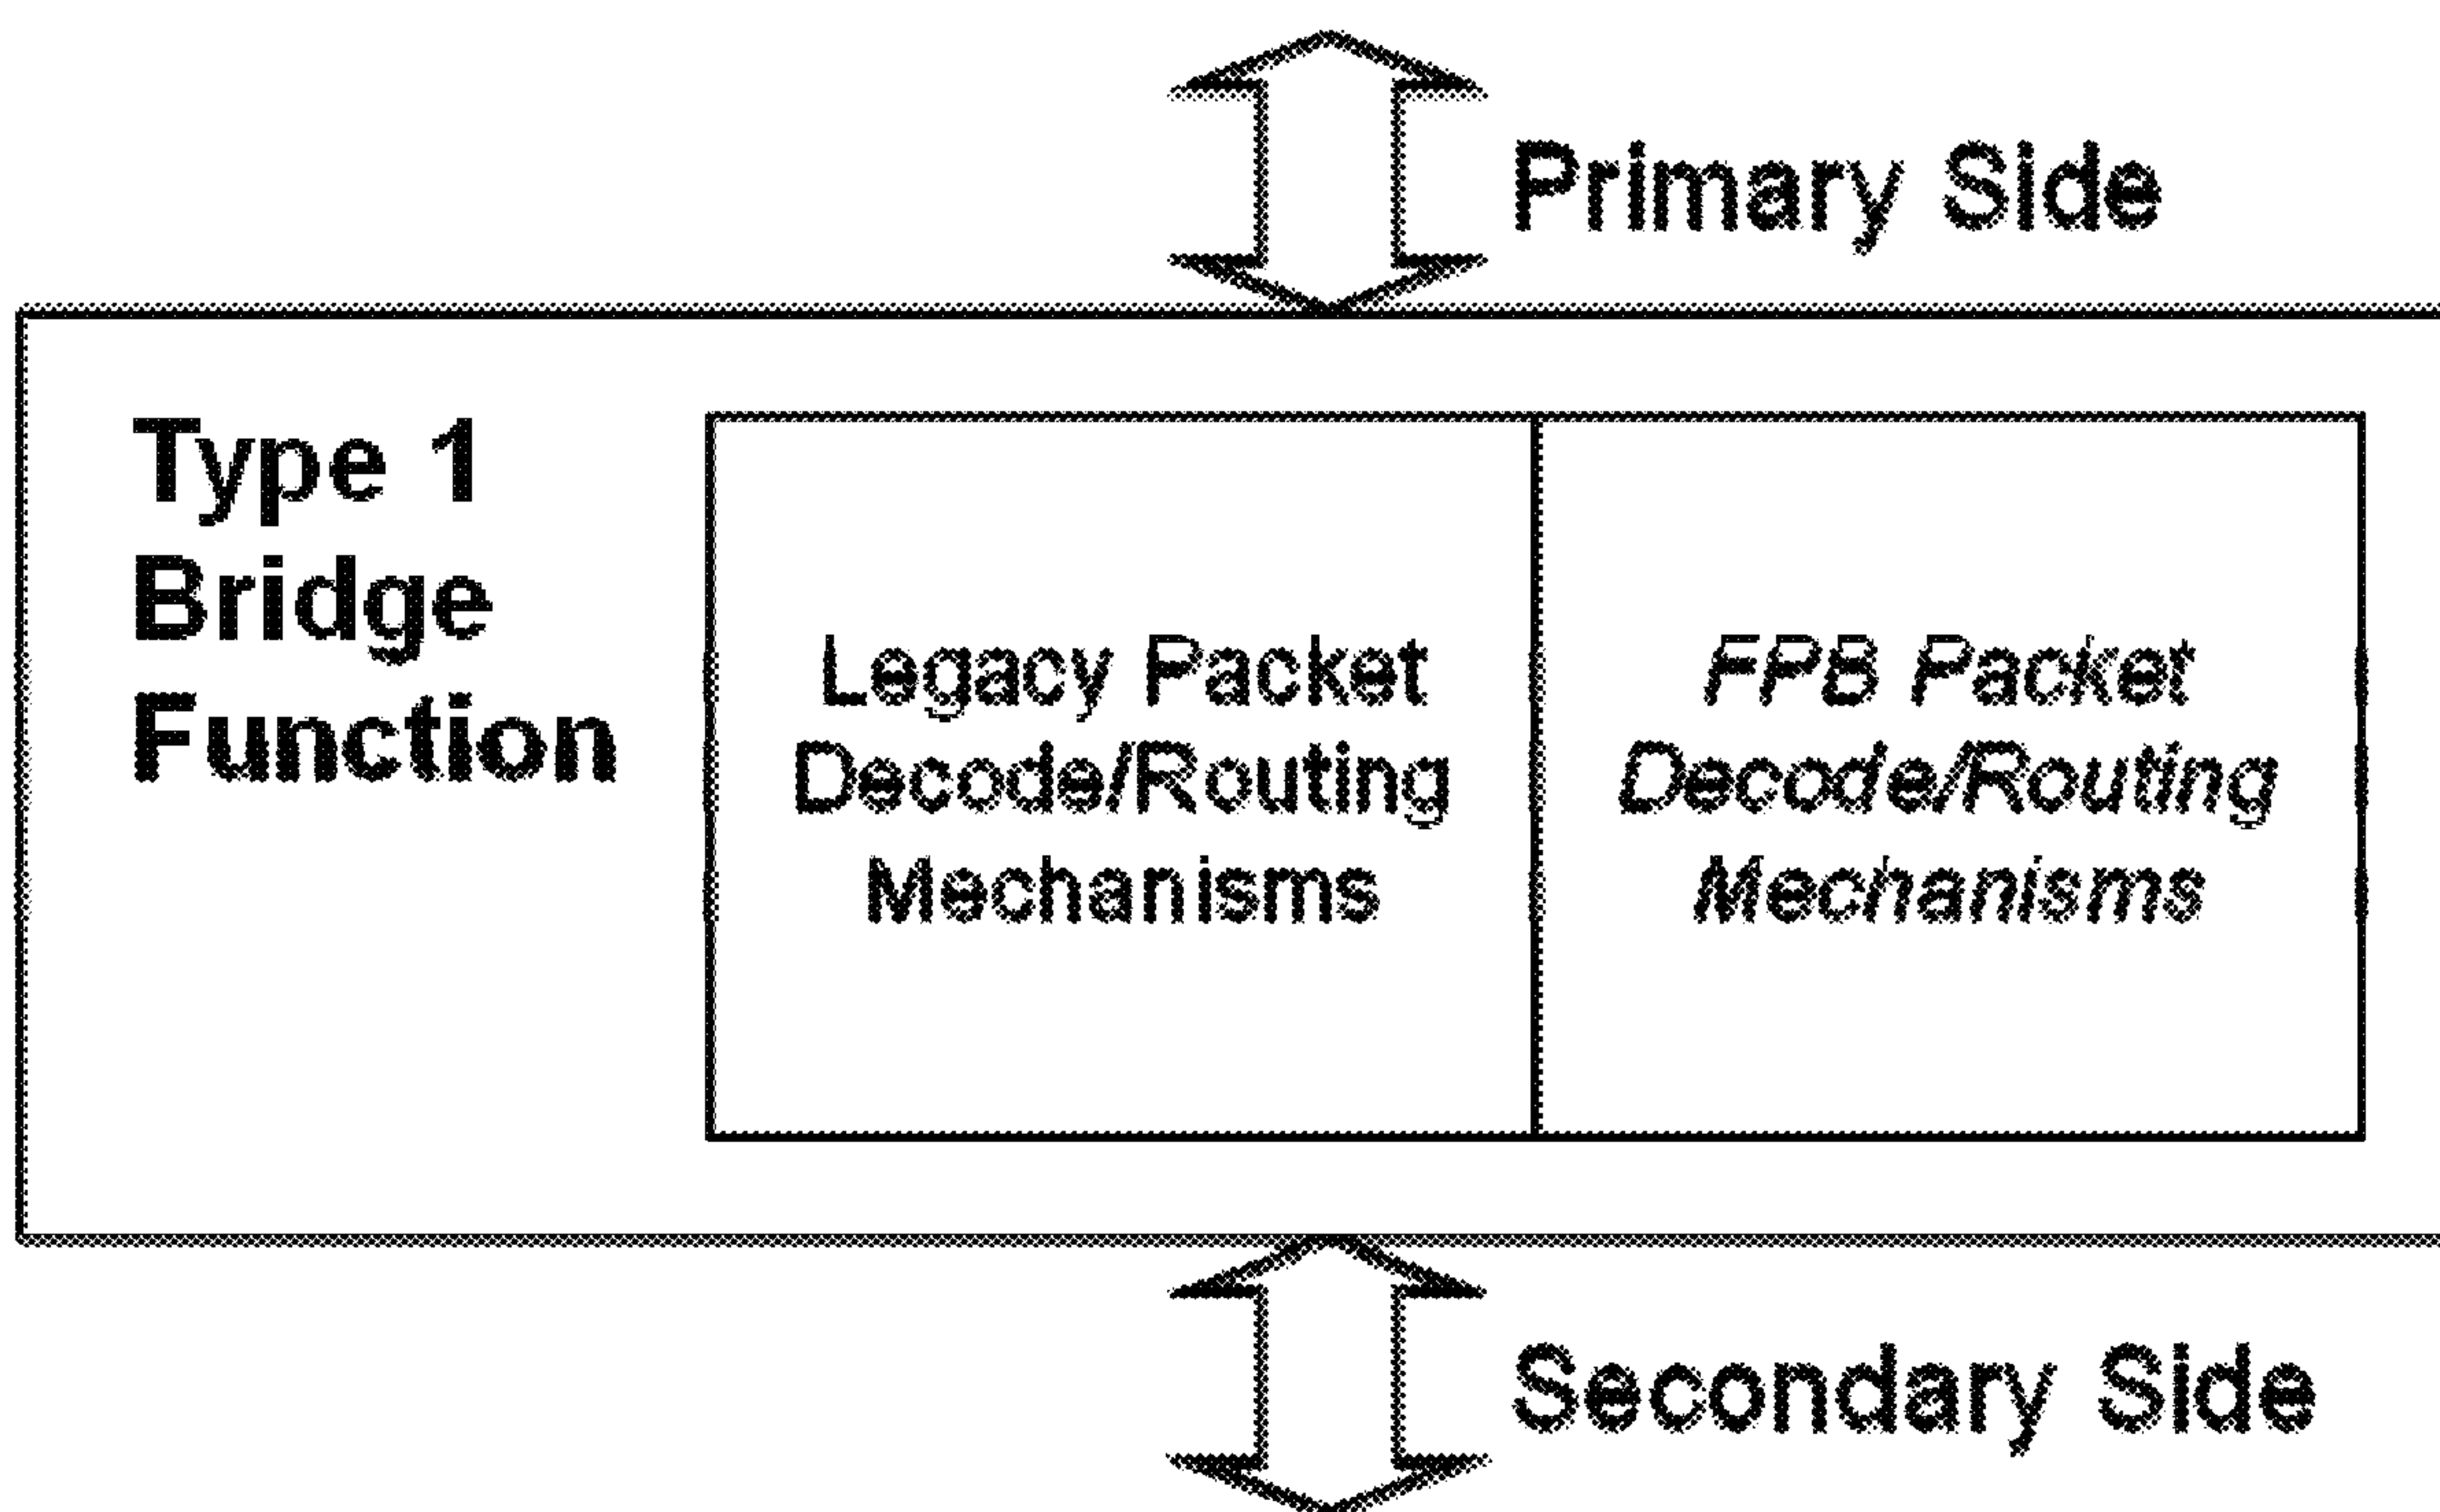 Primary Side
Type 1
Bridge
Function
Legacy Packet
Decode/Routing
Mechanisms
FPB Packet
Decode/Routing
Mechanisms
Secondary Side